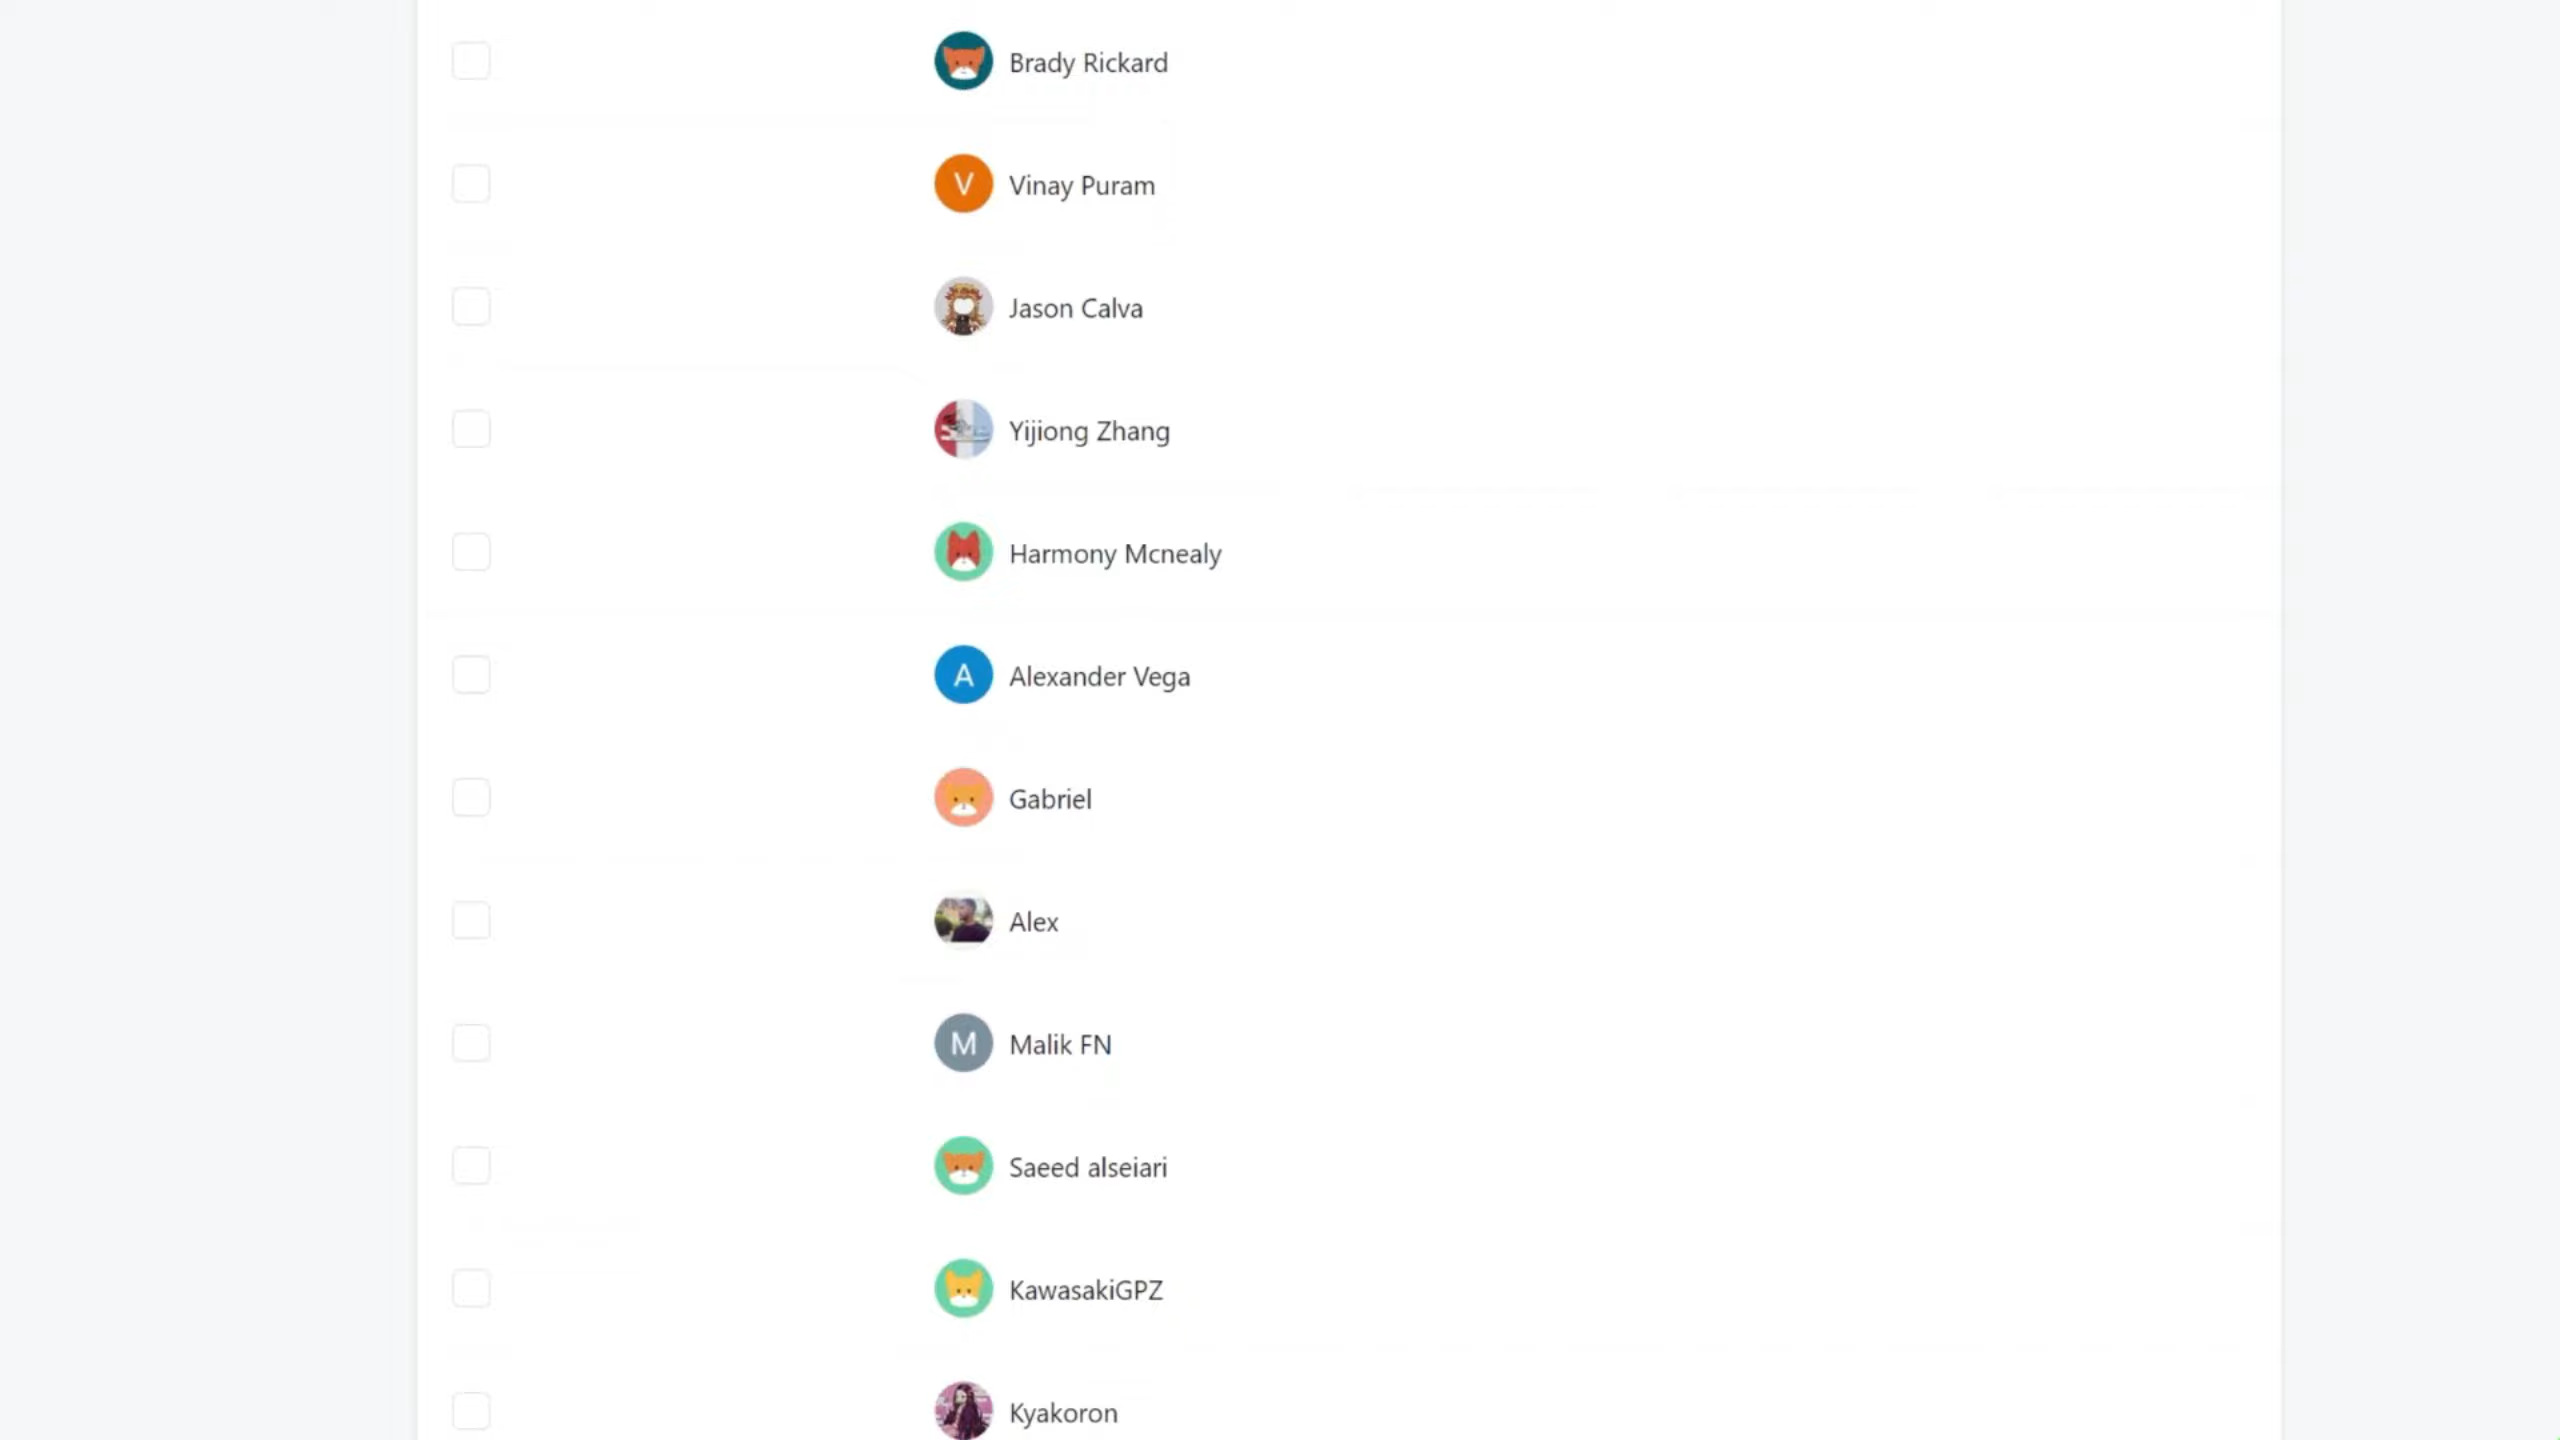 Brady Rickard
V Vinay Puram
Jason Calva
Yijiong Zhang
Harmony Mcnealy
A Alexander Vega
Gabriel
Alex
M Malik FN
Saeed alseiari
KawasakiGPZ
Kyakoron